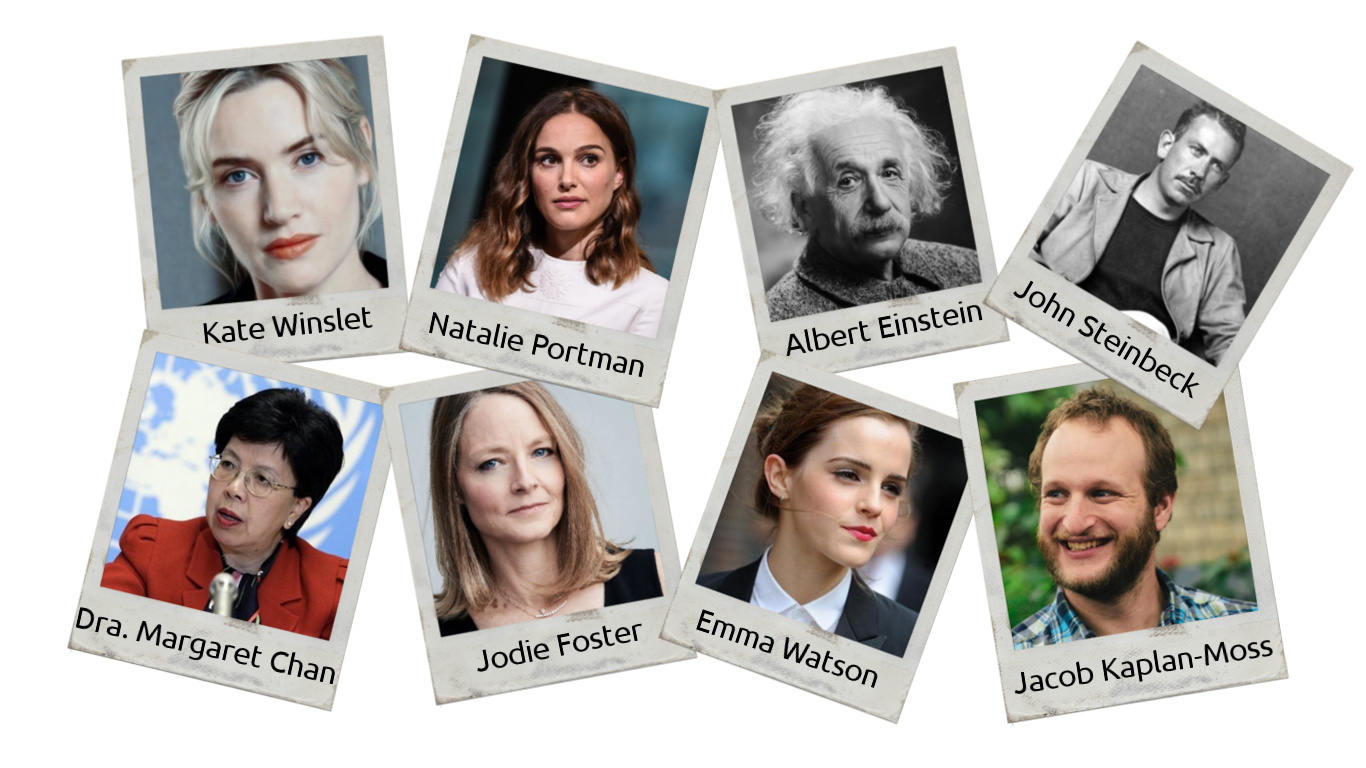 Kate Winslet
Natalie Portman
Albert Einstein
John Steinbeck
Dra. Margaret Chan
Jodie Foster
Emma Watson
Jacob Kaplan-Moss